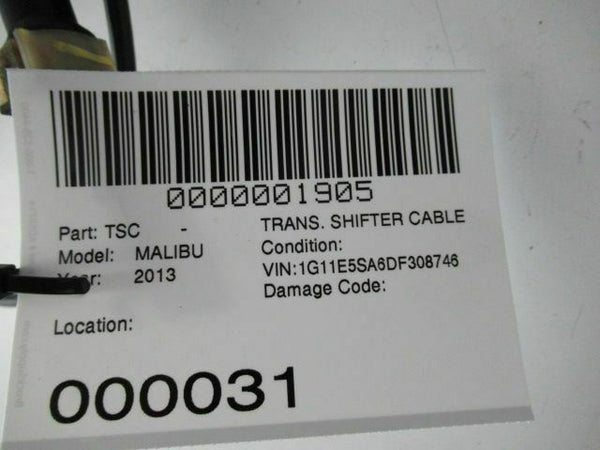 0000001905
Part: TSC - TRANS. SHIFTER CABLE
Model: MALIBU Condition:
Year: 2013 VIN:1G11E5SA6DF308746
Damage Code:
Location:
000031